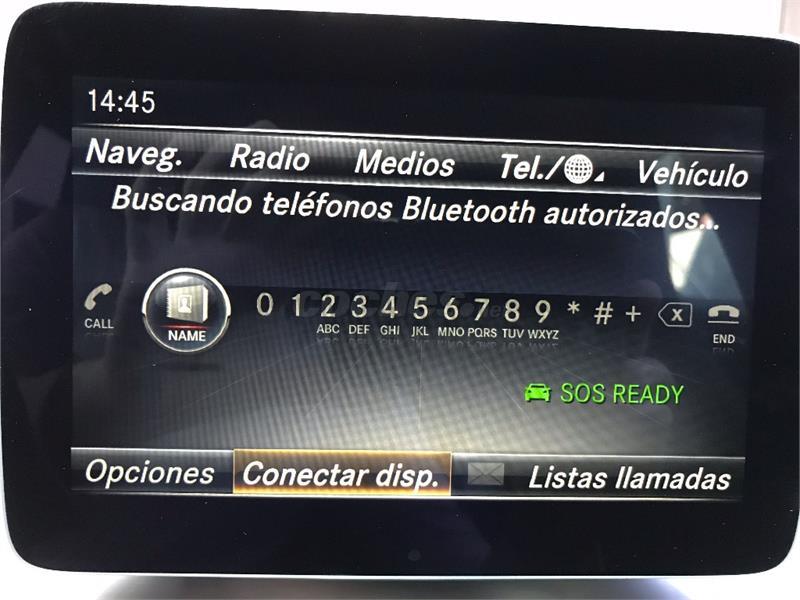 14:45
Naveg. Radio Medios Tel./ Vehículo
Buscando teléfonos Bluetooth autorizados...
CALL NAME 0 1 2 3 4 5 6 7 8 9 * # + X END
ABC DEF GHI JKL MNO PQRS TUV WXYZ
SOS READY
Opciones Conectar disp. Listas llamadas